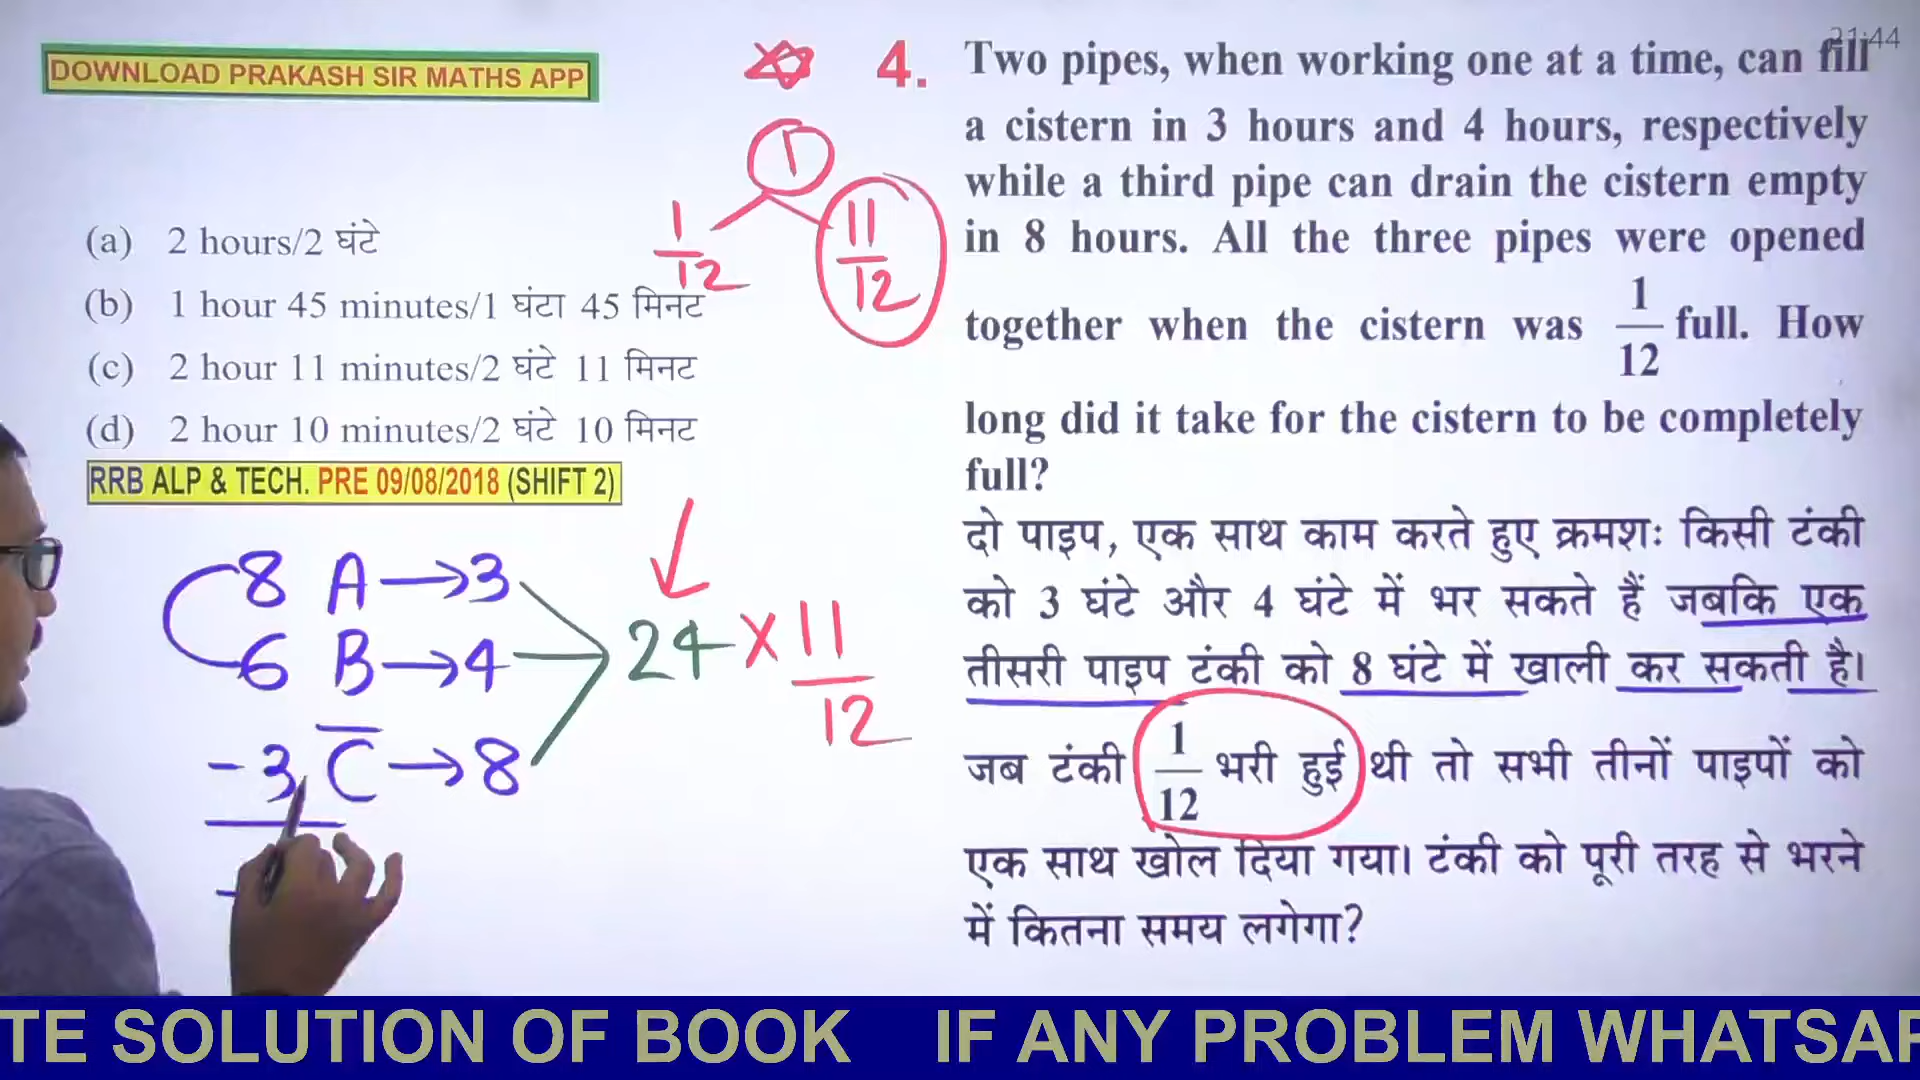 21:44
DOWNLOAD PRAKASH SIR MATHS APP
4. Two pipes, when working one at a time, can fill
a cistern in 3 hours and 4 hours, respectively
while a third pipe can drain the cistern empty
in 8 hours. All the three pipes were opened
together when the cistern was 1/12 full. How
long did it take for the cistern to be completely
full?
दो पाइप, एक साथ काम करते हुए क्रमशः किसी टंकी
को 3 घंटे और 4 घंटे में भर सकते हैं जबकि एक
तीसरी पाइप टंकी को 8 घंटे में खाली कर सकती है।
जब टंकी 1/12 भरी हुई थी तो सभी तीनों पाइपों को
एक साथ खोल दिया गया। टंकी को पूरी तरह से भरने
में कितना समय लगेगा?
(a) 2 hours/2 घंटे
(b) 1 hour 45 minutes/1 घंटा 45 मिनट
(c) 2 hour 11 minutes/2 घंटे 11 मिनट
(d) 2 hour 10 minutes/2 घंटे 10 मिनट
RRB ALP & TECH. PRE 09/08/2018 (SHIFT 2)
1
1/12 11/12
8 A→3
6 B→4 24 × 11/12
-3 C→8
-
TE SOLUTION OF BOOK IF ANY PROBLEM WHATSAP